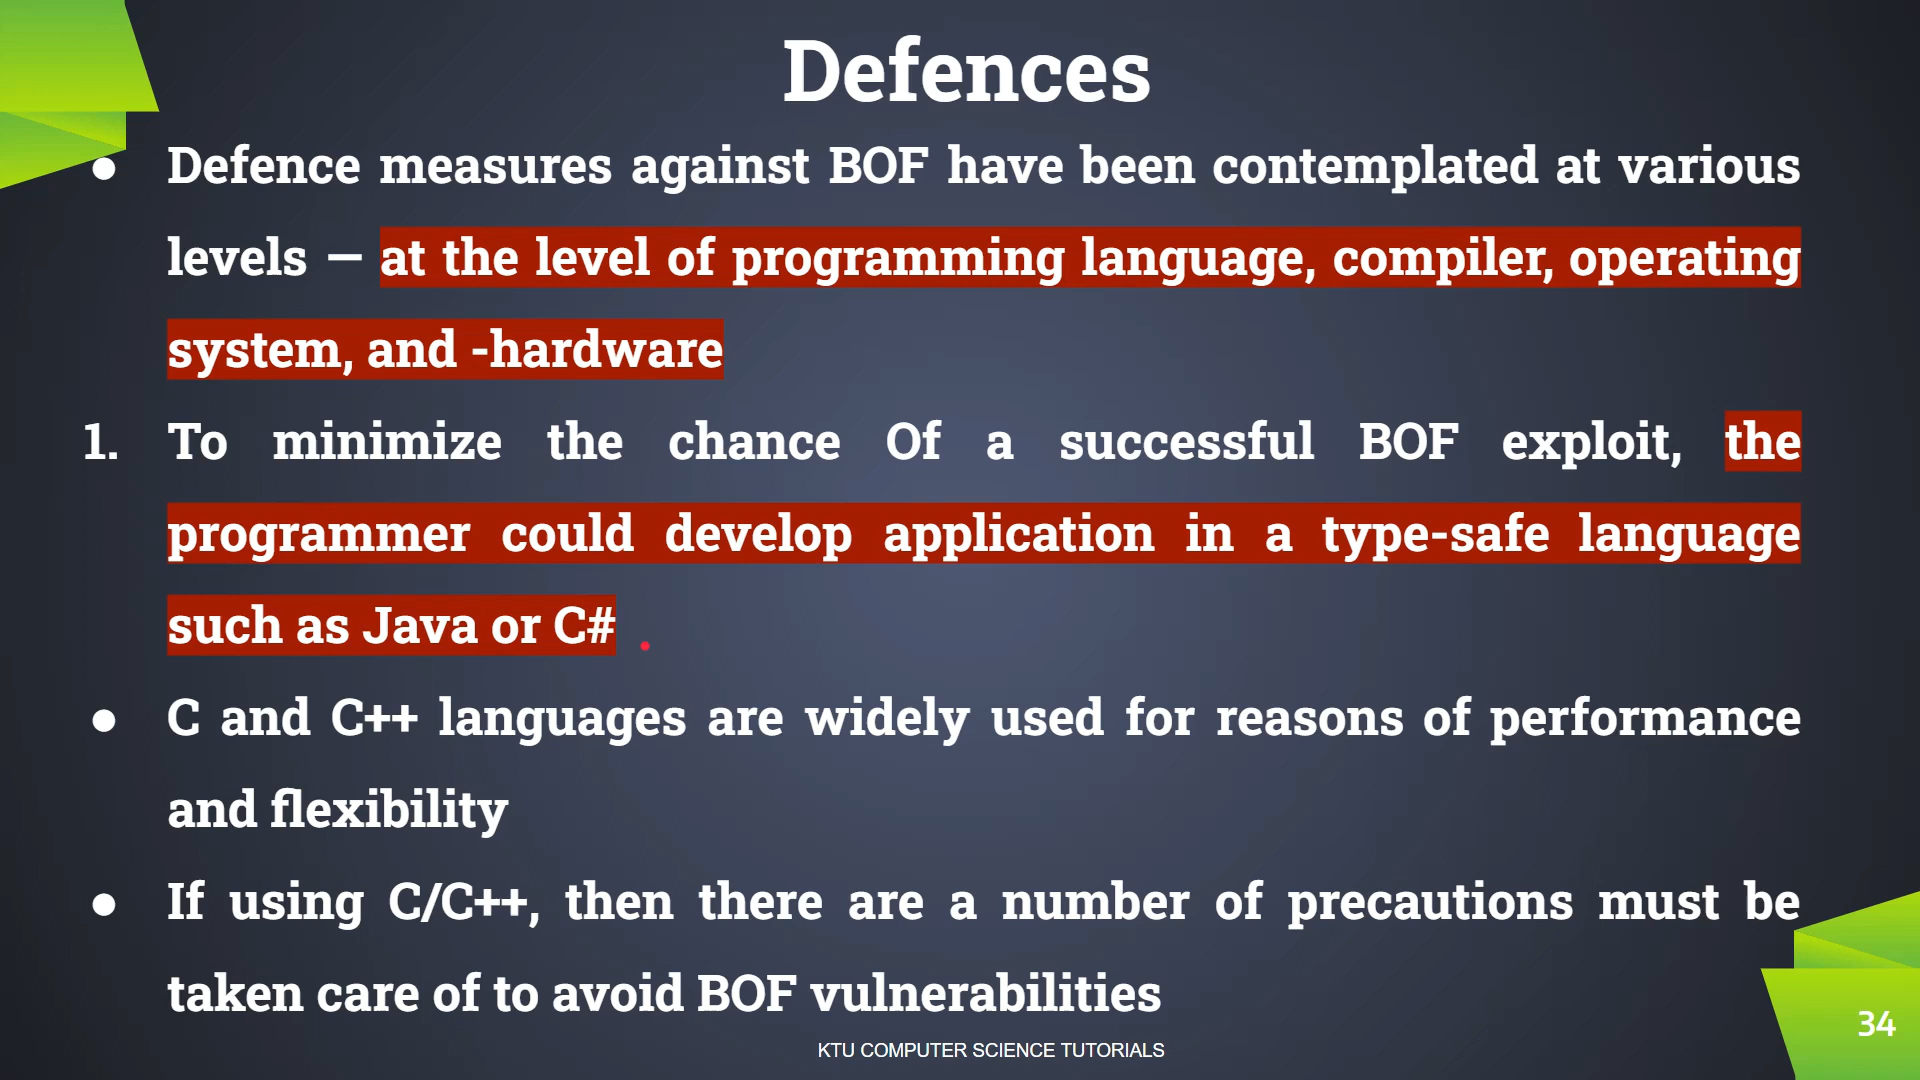 Defences
● Defence measures against BOF have been contemplated at various
levels — at the level of programming language, compiler, operating
system, and -hardware
1. To minimize the chance Of a successful BOF exploit, the
programmer could develop application in a type-safe language
such as Java or C#
● C and C++ languages are widely used for reasons of performance
and flexibility
● If using C/C++, then there are a number of precautions must be
taken care of to avoid BOF vulnerabilities
34
KTU COMPUTER SCIENCE TUTORIALS